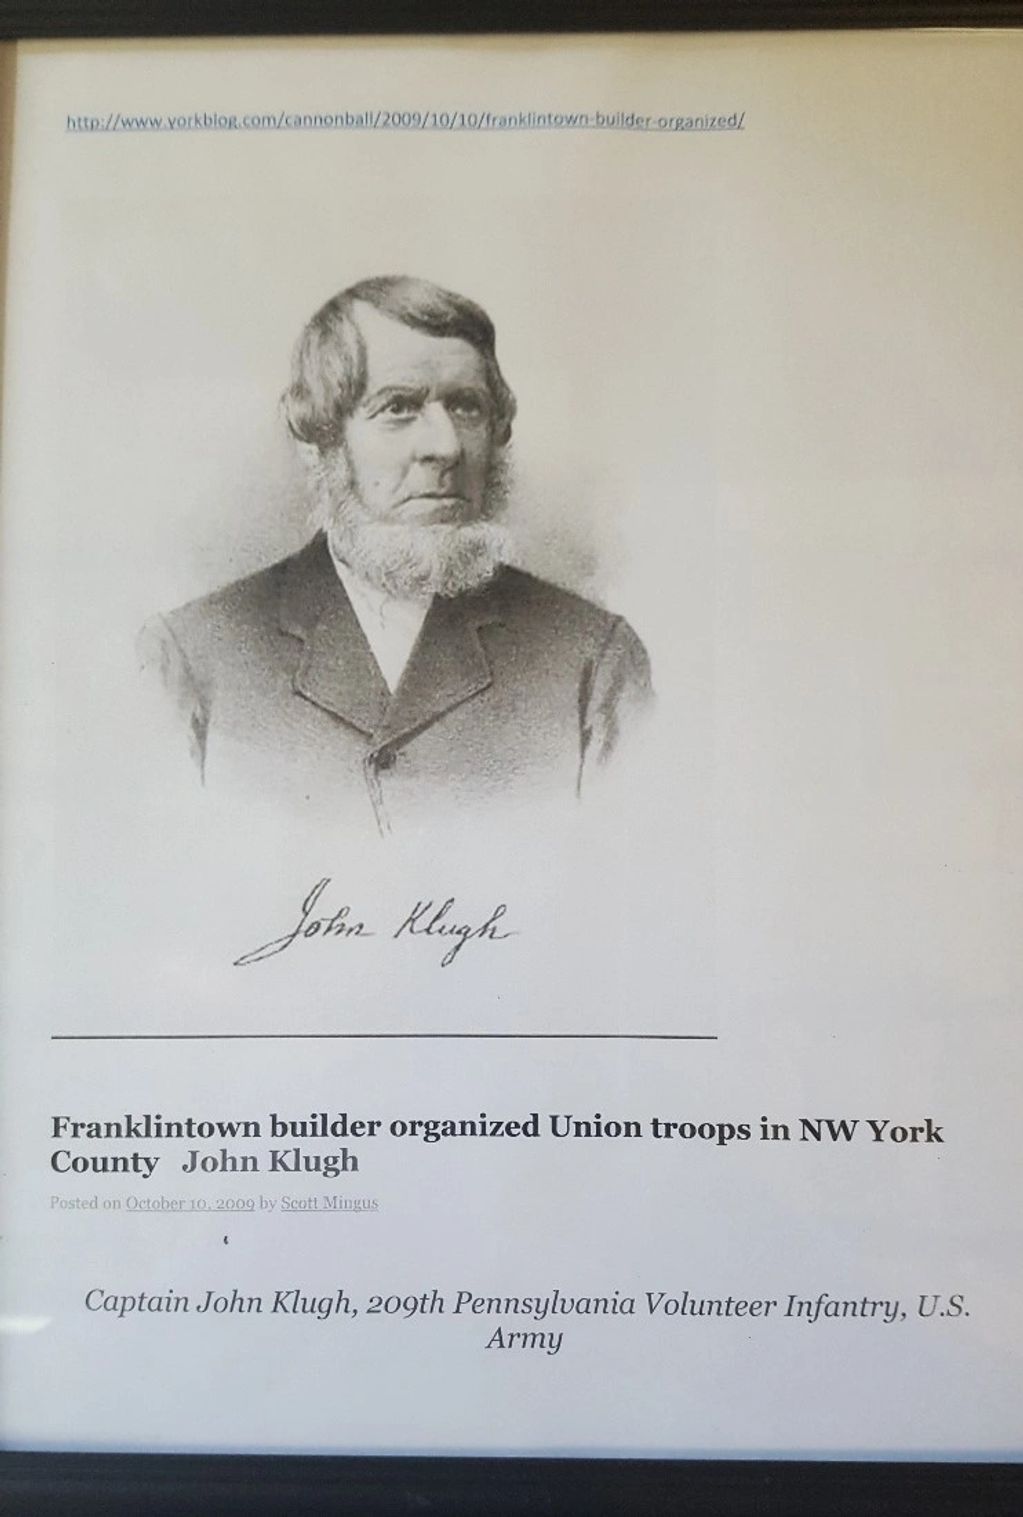 http://www.yorkblog.com/cannonball/2009/10/10/franklintown-builder-organized/
John Klugh
Franklintown builder organized Union troops in NW York
County John Klugh
Posted on October 10, 2009 by Scott Mingus
Captain John Klugh, 209th Pennsylvania Volunteer Infantry, U.S.
Army